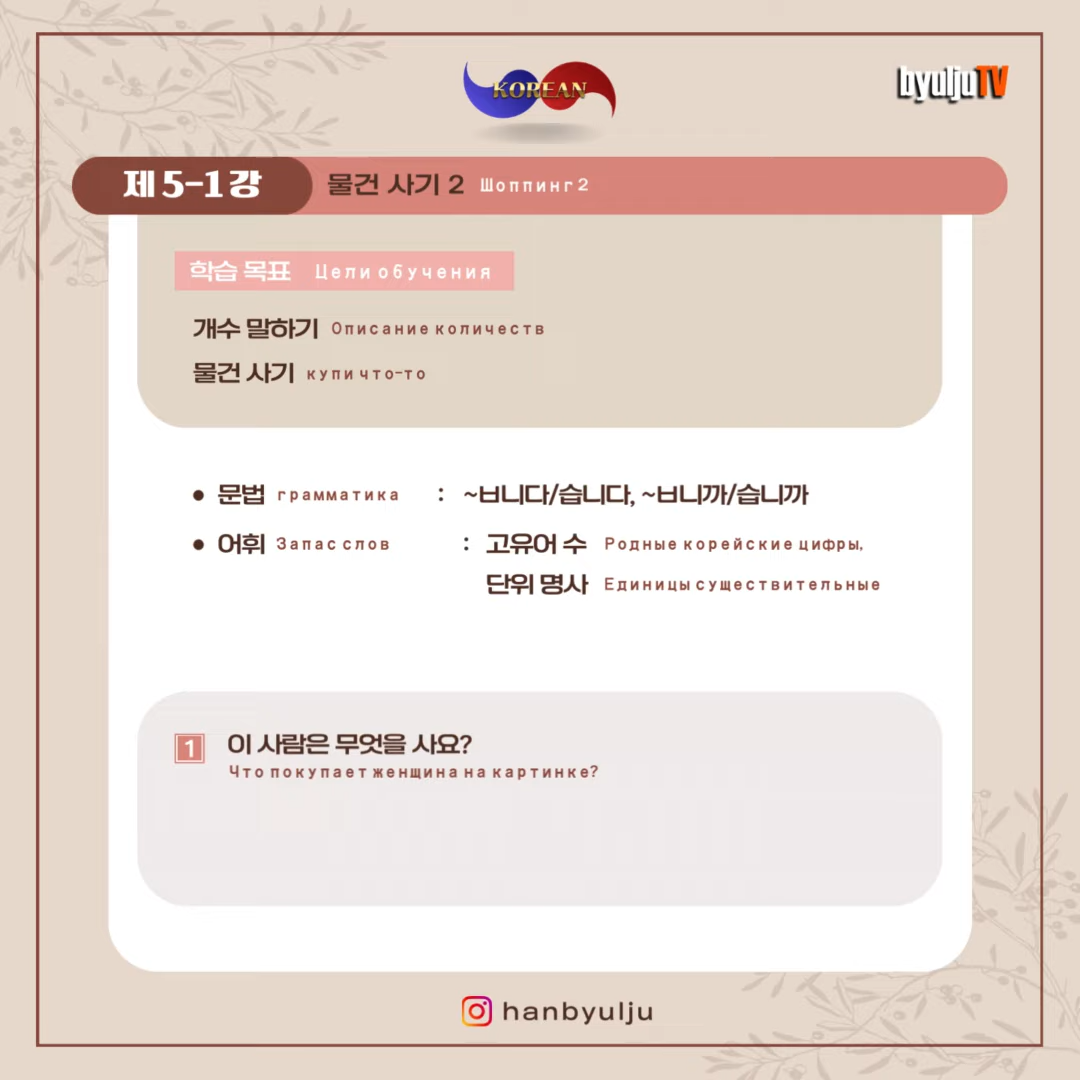 KOREAN
byuljuTV
제 5-1 강 물건 사기 2 Шоппинг 2
학습 목표 Цели обучения
개수 말하기 Описание количеств
물건 사기 купи что-то
● 문법 грамматика : ~ㅂ니다/습니다, ~ㅂ니까/습니까
● 어휘 Запас слов : 고유어 수 Родные корейские цифры,
단위 명사 Единицы существительные
1 이 사람은 무엇을 사요?
Что покупает женщина на картинке?
hanbyulju